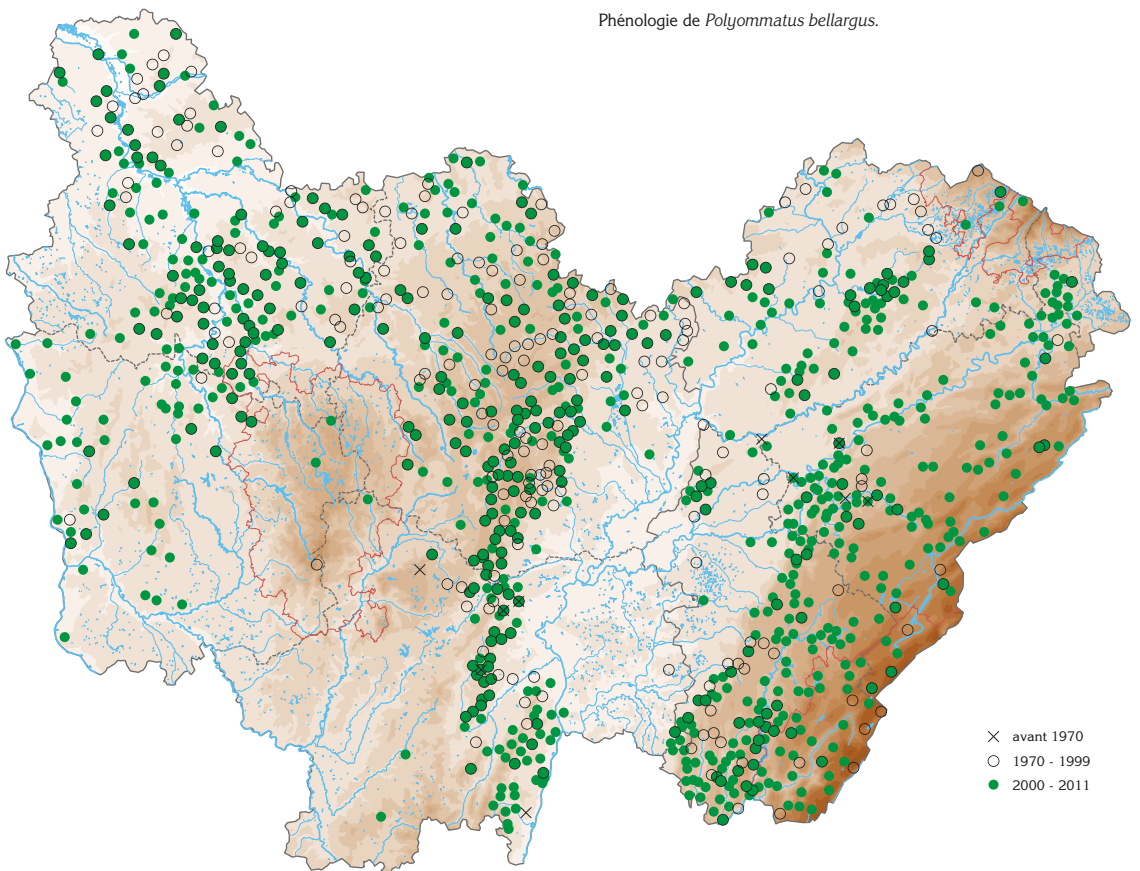 Phénologie de Polyommatus bellargus.
avant 1970
1970 - 1999
2000 - 2011